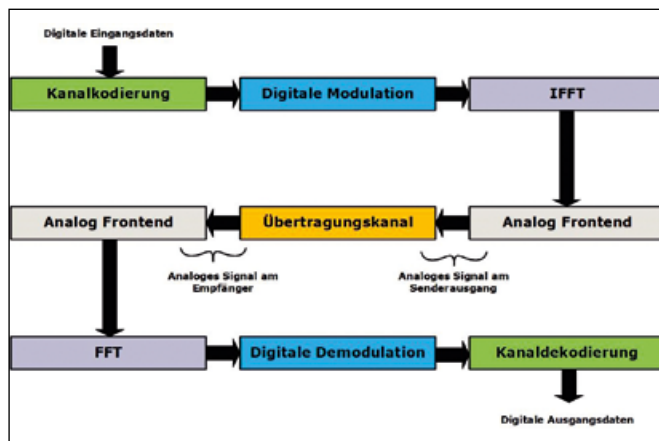 Digitale Eingangsdaten
Kanalkodierung
Digitale Modulation
IFFT
Analog Frontend
Übertragungskanal
Analog Frontend
Analoges Signal am
Empfänger
Analoges Signal am
Senderausgang
FFT
Digitale Demodulation
Kanaldekodierung
Digitale Ausgangsdaten